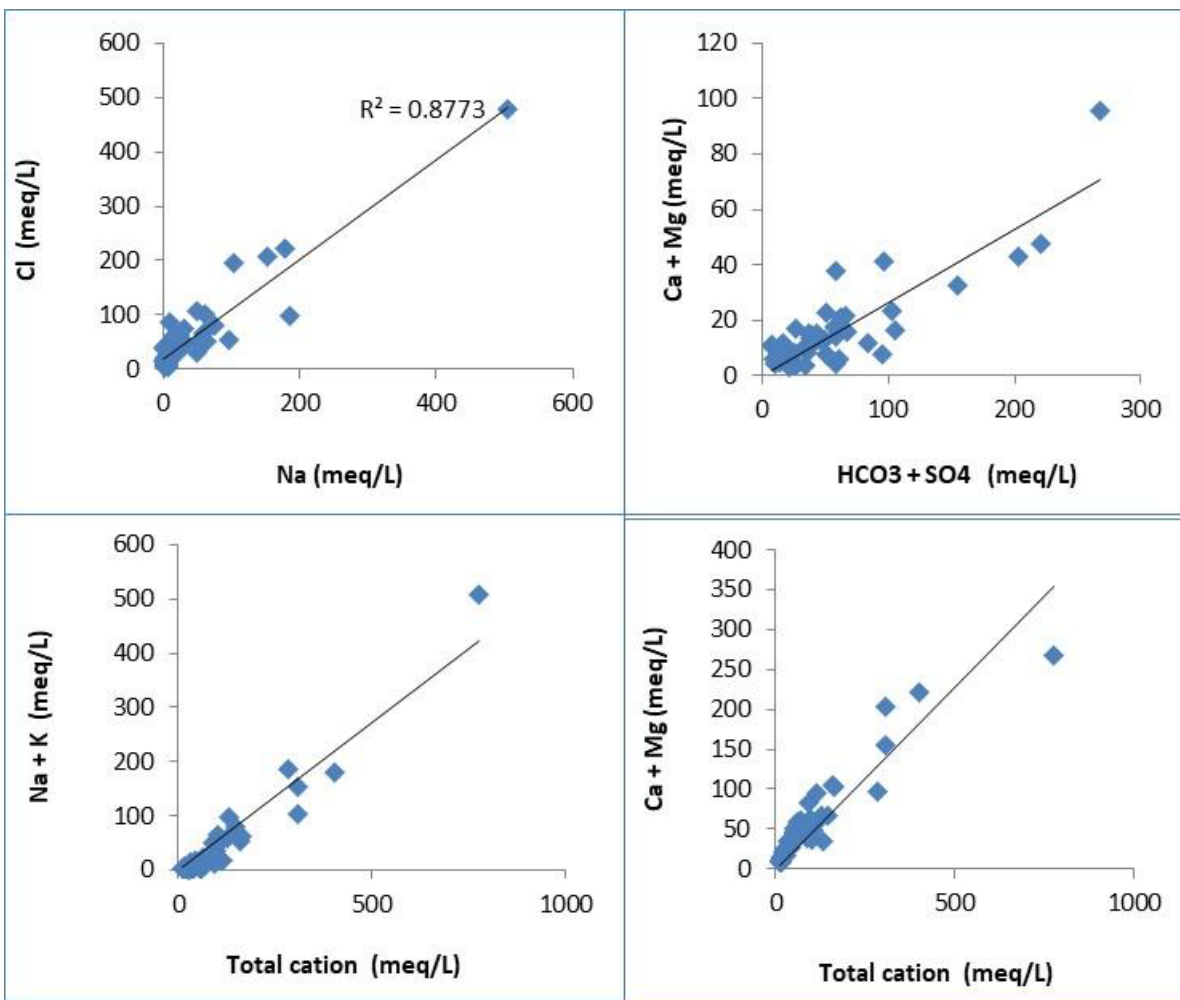 600
500
400
300
200
100
0
0 200 400 600
Cl (meq/L)
Na (meq/L)
R² = 0.8773
120
100
80
60
40
20
0
0 100 200 300
Ca + Mg (meq/L)
HCO3 + SO4 (meq/L)
600
500
400
300
200
100
0
0 500 1000
Na + K (meq/L)
Total cation (meq/L)
400
350
300
250
200
150
100
50
0
0 500 1000
Ca + Mg (meq/L)
Total cation (meq/L)